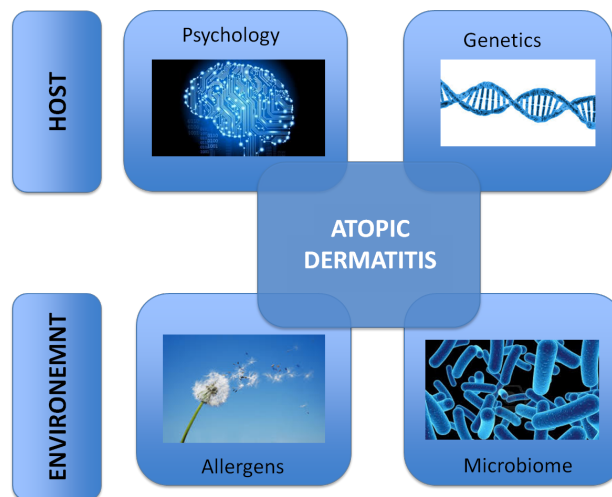 HOST
Psychology
Genetics
ATOPIC
DERMATITIS
ENVIRONEMNT
Allergens
Microbiome